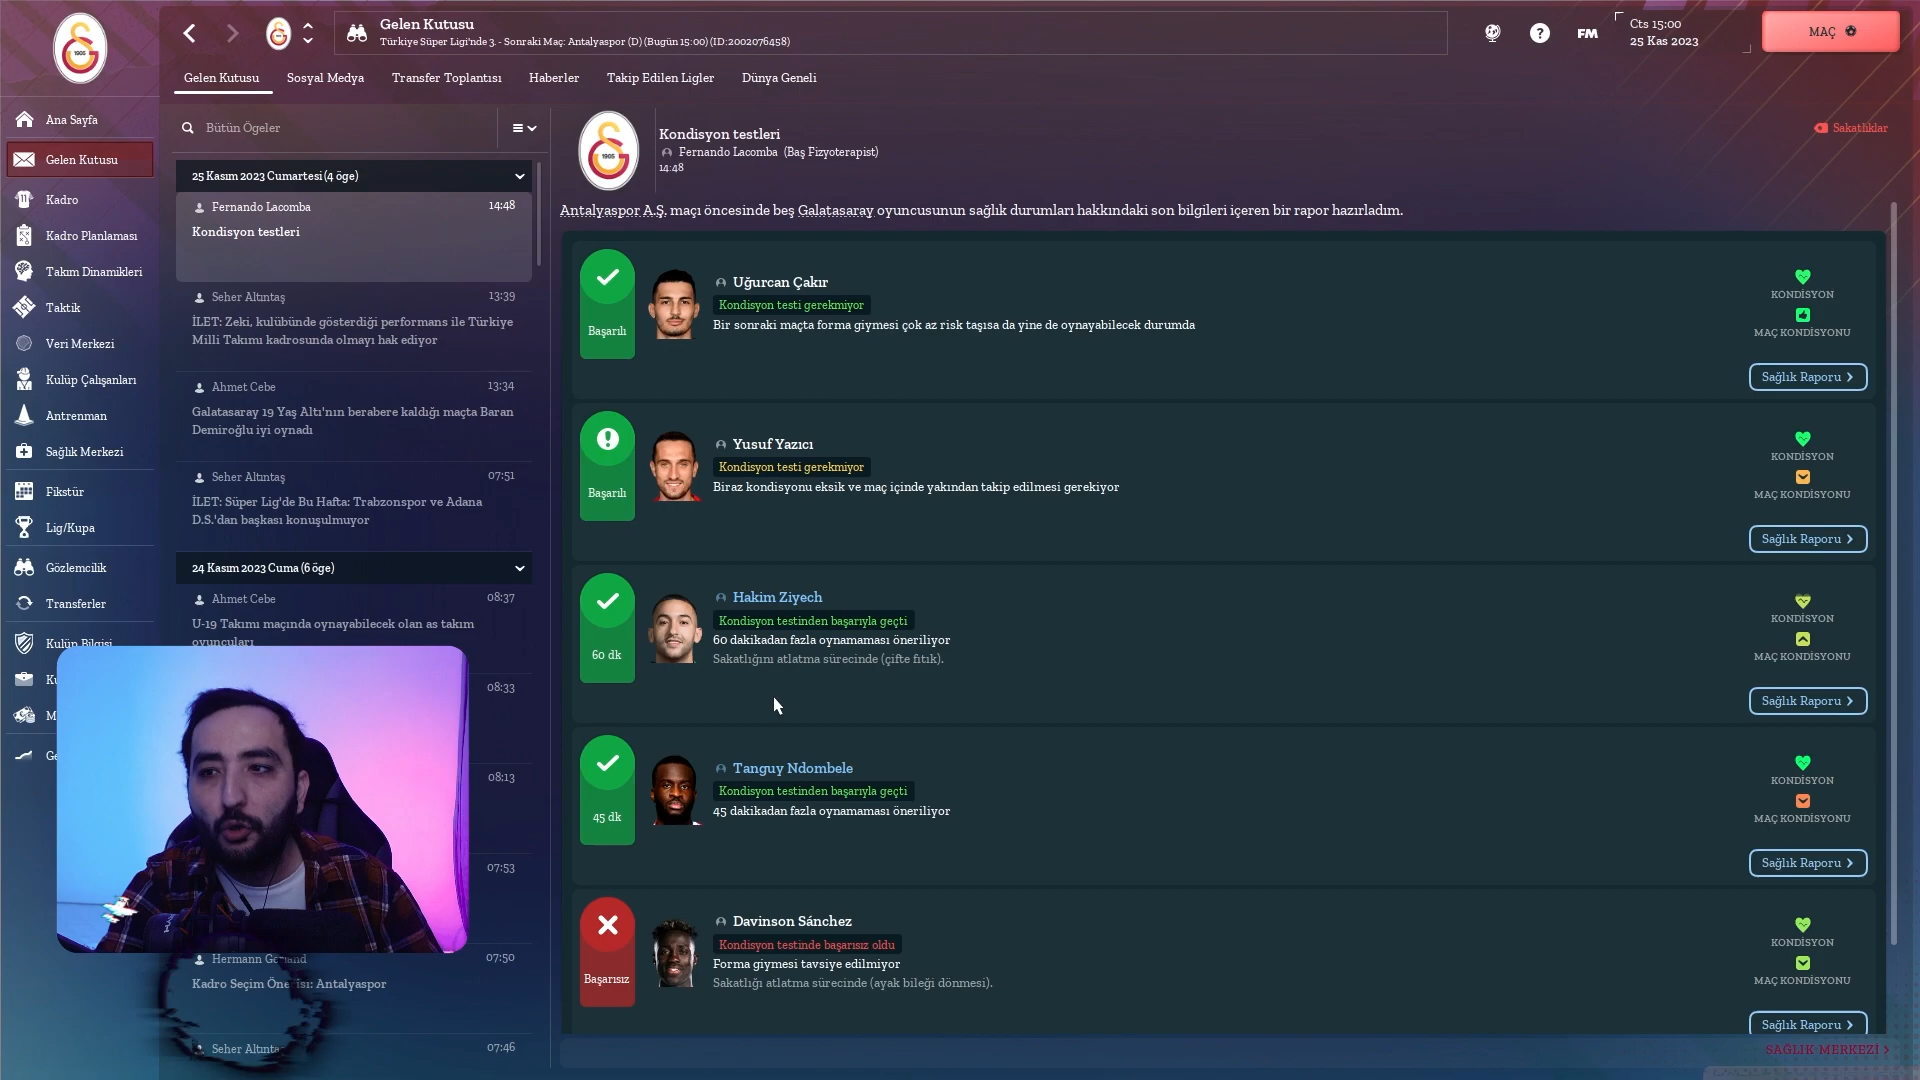 1905
Gelen Kutusu
Türkiye Süper Ligi'nde 3. - Sonraki Maç: Antalyaspor (D) (Bugün 15:00) (ID:2002076458)
FM
Cts 15:00
25 Kas 2023
MAÇ
Gelen Kutusu
Sosyal Medya
Transfer Toplantısı
Haberler
Takip Edilen Ligler
Dünya Geneli
Ana Sayfa
Gelen Kutusu
Kadro
Kadro Planlaması
Takım Dinamikleri
Taktik
Veri Merkezi
Kulüp Çalışanları
Antrenman
Sağlık Merkezi
Fikstür
Lig/Kupa
Gözlemcilik
Transferler
Kulüp Bilgisi
Bütün Ögeler
25 Kasım 2023 Cumartesi (4 öge)
Fernando Lacomba
14:48
Kondisyon testleri
Seher Altıntaş
13:39
İLET: Zeki, kulübünde gösterdiği performans ile Türkiye
Milli Takımı kadrosunda olmayı hak ediyor
Ahmet Cebe
13:34
Galatasaray 19 Yaş Altı'nın berabere kaldığı maçta Baran
Demiroğlu iyi oynadı
Seher Altıntaş
07:51
İLET: Süper Lig'de Bu Hafta: Trabzonspor ve Adana
D.S.'dan başkası konuşulmuyor
24 Kasım 2023 Cuma (6 öge)
Ahmet Cebe
08:37
U-19 Takımı maçında oynayabilecek olan as takım
oyuncuları
08:33
08:13
07:53
Hermann Gerland
07:50
Kadro Seçim Önerisi: Antalyaspor
Seher Altıntaş
07:46
1905
Kondisyon testleri
Fernando Lacomba (Baş Fizyoterapist)
14:48
Sakatlıklar
Antalyaspor A.Ş. maçı öncesinde beş Galatasaray oyuncusunun sağlık durumları hakkındaki son bilgileri içeren bir rapor hazırladım.
Başarılı
Uğurcan Çakır
Kondisyon testi gerekmiyor
Bir sonraki maçta forma giymesi çok az risk taşısa da yine de oynayabilecek durumda
KONDİSYON
MAÇ KONDİSYONU
Sağlık Raporu
Başarılı
Yusuf Yazıcı
Kondisyon testi gerekmiyor
Biraz kondisyonu eksik ve maç içinde yakından takip edilmesi gerekiyor
KONDİSYON
MAÇ KONDİSYONU
Sağlık Raporu
60 dk
Hakim Ziyech
Kondisyon testinden başarıyla geçti
60 dakikadan fazla oynamaması öneriliyor
Sakatlığını atlatma sürecinde (çifte fıtık).
KONDİSYON
MAÇ KONDİSYONU
Sağlık Raporu
45 dk
Tanguy Ndombele
Kondisyon testinden başarıyla geçti
45 dakikadan fazla oynamaması öneriliyor
KONDİSYON
MAÇ KONDİSYONU
Sağlık Raporu
Başarısız
Davinson Sánchez
Kondisyon testinde başarısız oldu
Forma giymesi tavsiye edilmiyor
Sakatlığı atlatma sürecinde (ayak bileği dönmesi).
KONDİSYON
MAÇ KONDİSYONU
Sağlık Raporu
SAĞLIK MERKEZİ